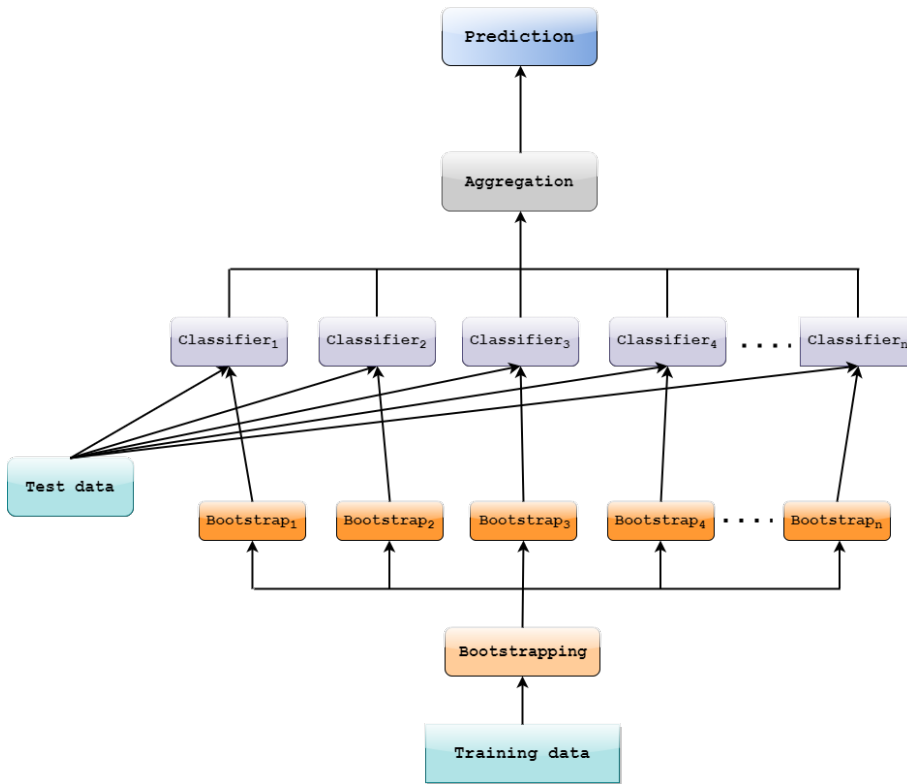 Prediction
Aggregation
Classifier₁ Classifier₂ Classifier₃ Classifier₄ .... Classifierₙ
Test data
Bootstrap₁ Bootstrap₂ Bootstrap₃ Bootstrap₄ .... Bootstrapₙ
Bootstrapping
Training data